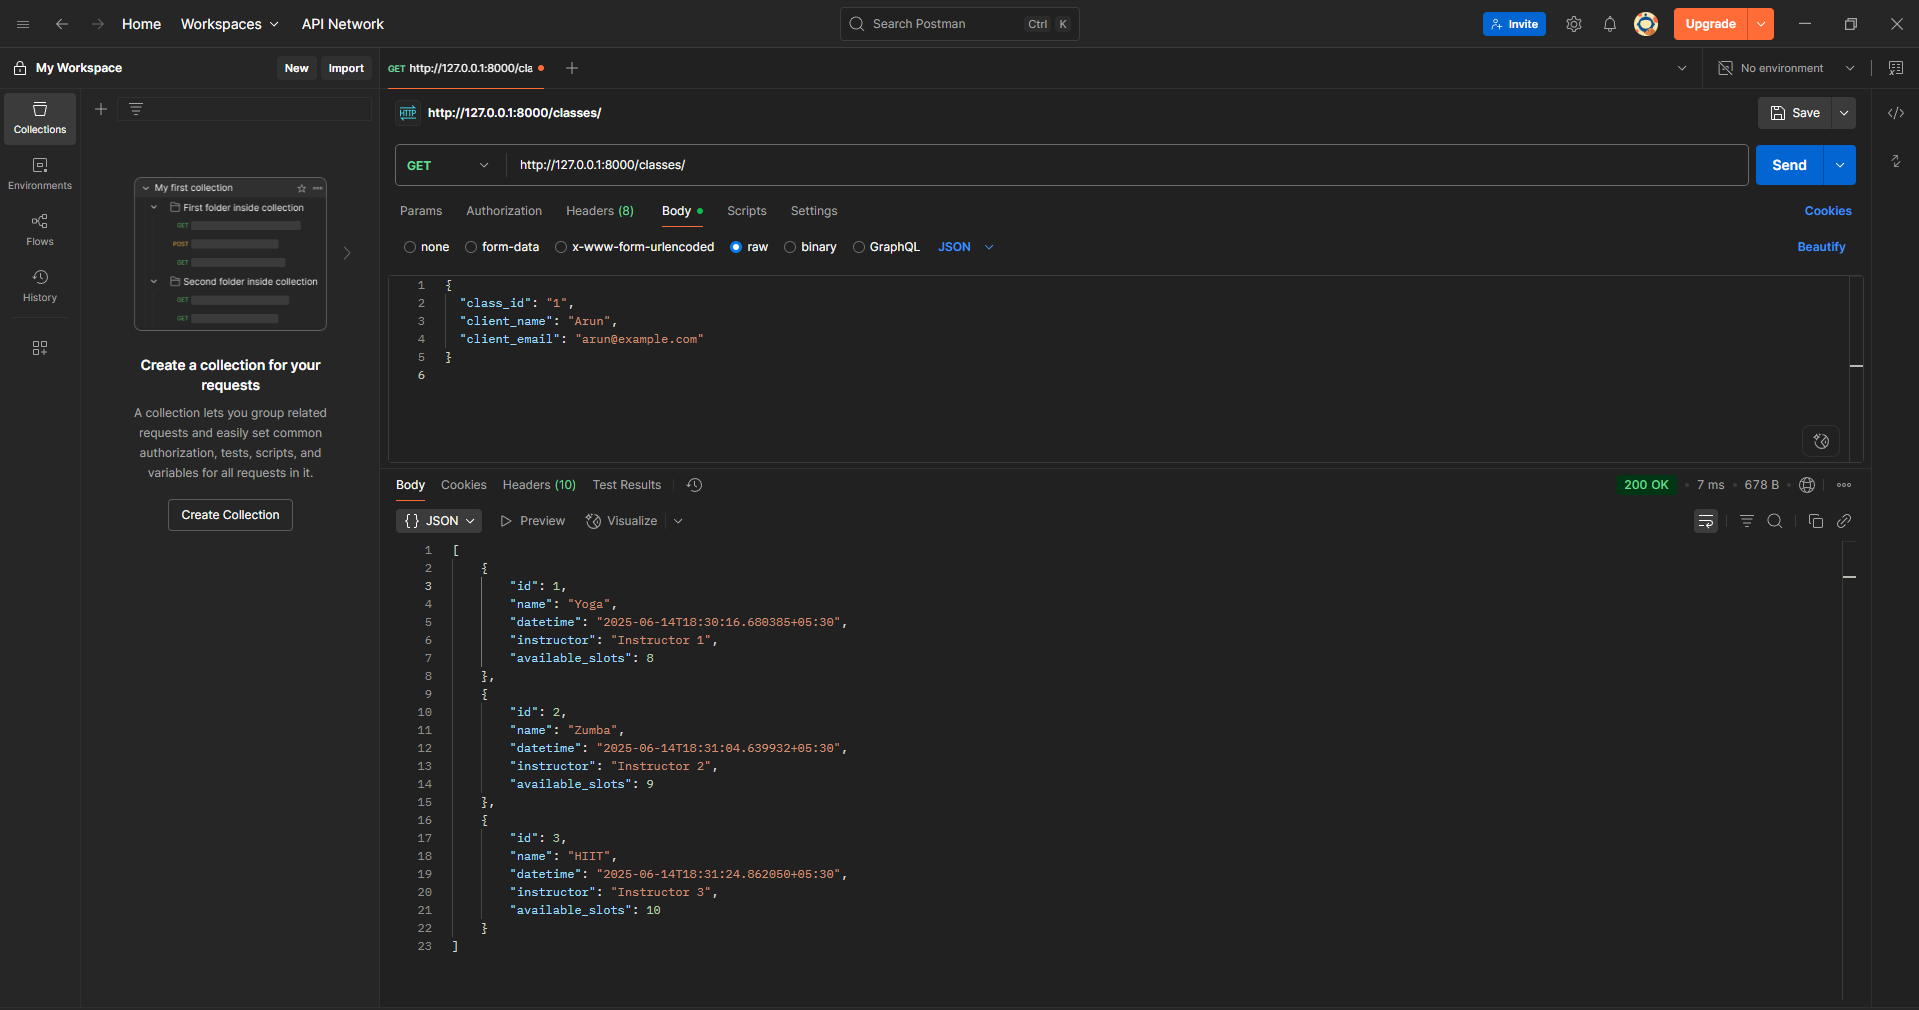 Home Workspaces API Network Search Postman Ctrl K Invite Upgrade
My Workspace New Import GET http://127.0.0.1:8000/cla No environment
HTTP http://127.0.0.1:8000/classes/ Save
Collections
Environments
Flows
History
My first collection
First folder inside collection
GET
POST
GET
Second folder inside collection
GET
GET
Create a collection for your
requests
A collection lets you group related
requests and easily set common
authorization, tests, scripts, and
variables for all requests in it.
Create Collection
GET http://127.0.0.1:8000/classes/ Send
Params Authorization Headers (8) Body Scripts Settings Cookies
none form-data x-www-form-urlencoded raw binary GraphQL JSON Beautify
1 {
2 "class_id": "1",
3 "client_name": "Arun",
4 "client_email": "arun@example.com"
5 }
6
Body Cookies Headers (10) Test Results 200 OK 7 ms 678 B
{} JSON Preview Visualize
1 [
2 {
3 "id": 1,
4 "name": "Yoga",
5 "datetime": "2025-06-14T18:30:16.680385+05:30",
6 "instructor": "Instructor 1",
7 "available_slots": 8
8 },
9 {
10 "id": 2,
11 "name": "Zumba",
12 "datetime": "2025-06-14T18:31:04.639932+05:30",
13 "instructor": "Instructor 2",
14 "available_slots": 9
15 },
16 {
17 "id": 3,
18 "name": "HIIT",
19 "datetime": "2025-06-14T18:31:24.862050+05:30",
20 "instructor": "Instructor 3",
21 "available_slots": 10
22 }
23 ]